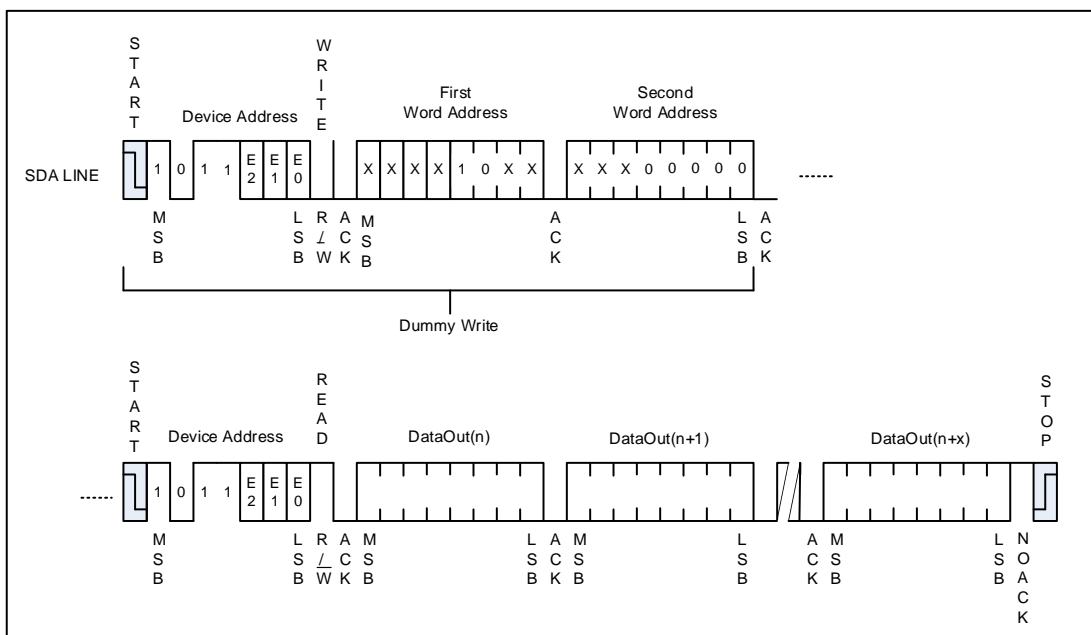 START
WRITE
Device Address
First
Word Address
Second
Word Address
SDA LINE
1 0 1 1 E2 E1 E0
X X X X 1 0 X X
X X X 0 0 0 0 0
......
MSB
LSB
R/W
ACK
MSB
ACK
LSB
ACK
Dummy Write
START
READ
STOP
Device Address
DataOut(n)
DataOut(n+1)
DataOut(n+x)
......
1 0 1 1 E2 E1 E0
MSB
LSB
R/W
ACK
MSB
LSB
ACK
MSB
LSB
ACK
MSB
LSB
NOACK